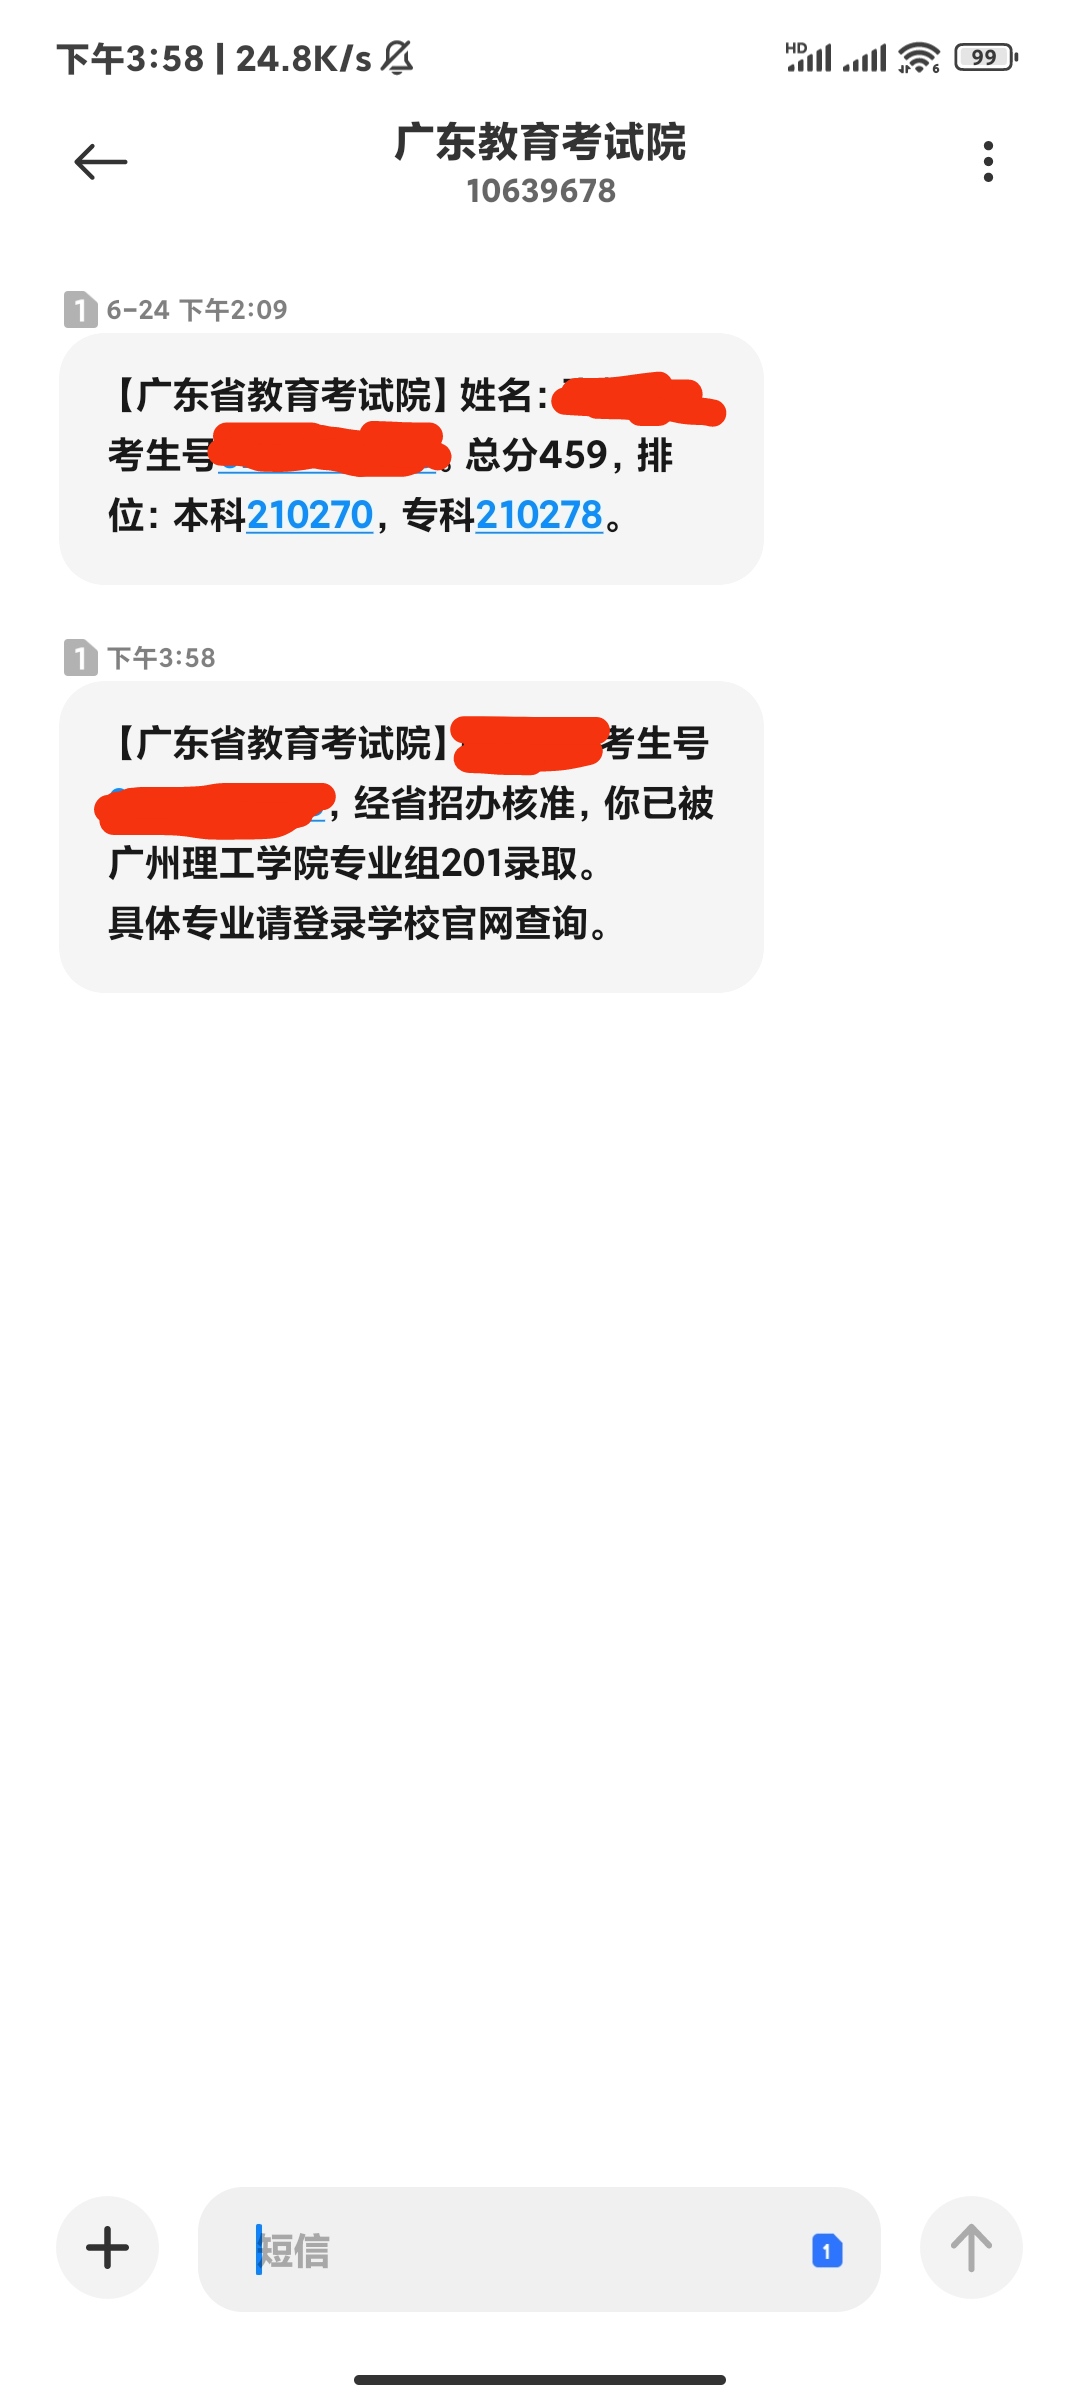 下午3:58 | 24.8K/s
HD
6
99
广东教育考试院
10639678
1 6-24 下午2:09
【广东省教育考试院】姓名:
考生号 。总分459, 排
位: 本科210270, 专科210278。
1 下午3:58
【广东省教育考试院】 考生号
, 经省招办核准, 你已被
广州理工学院专业组201录取。
具体专业请登录学校官网查询。
短信
1